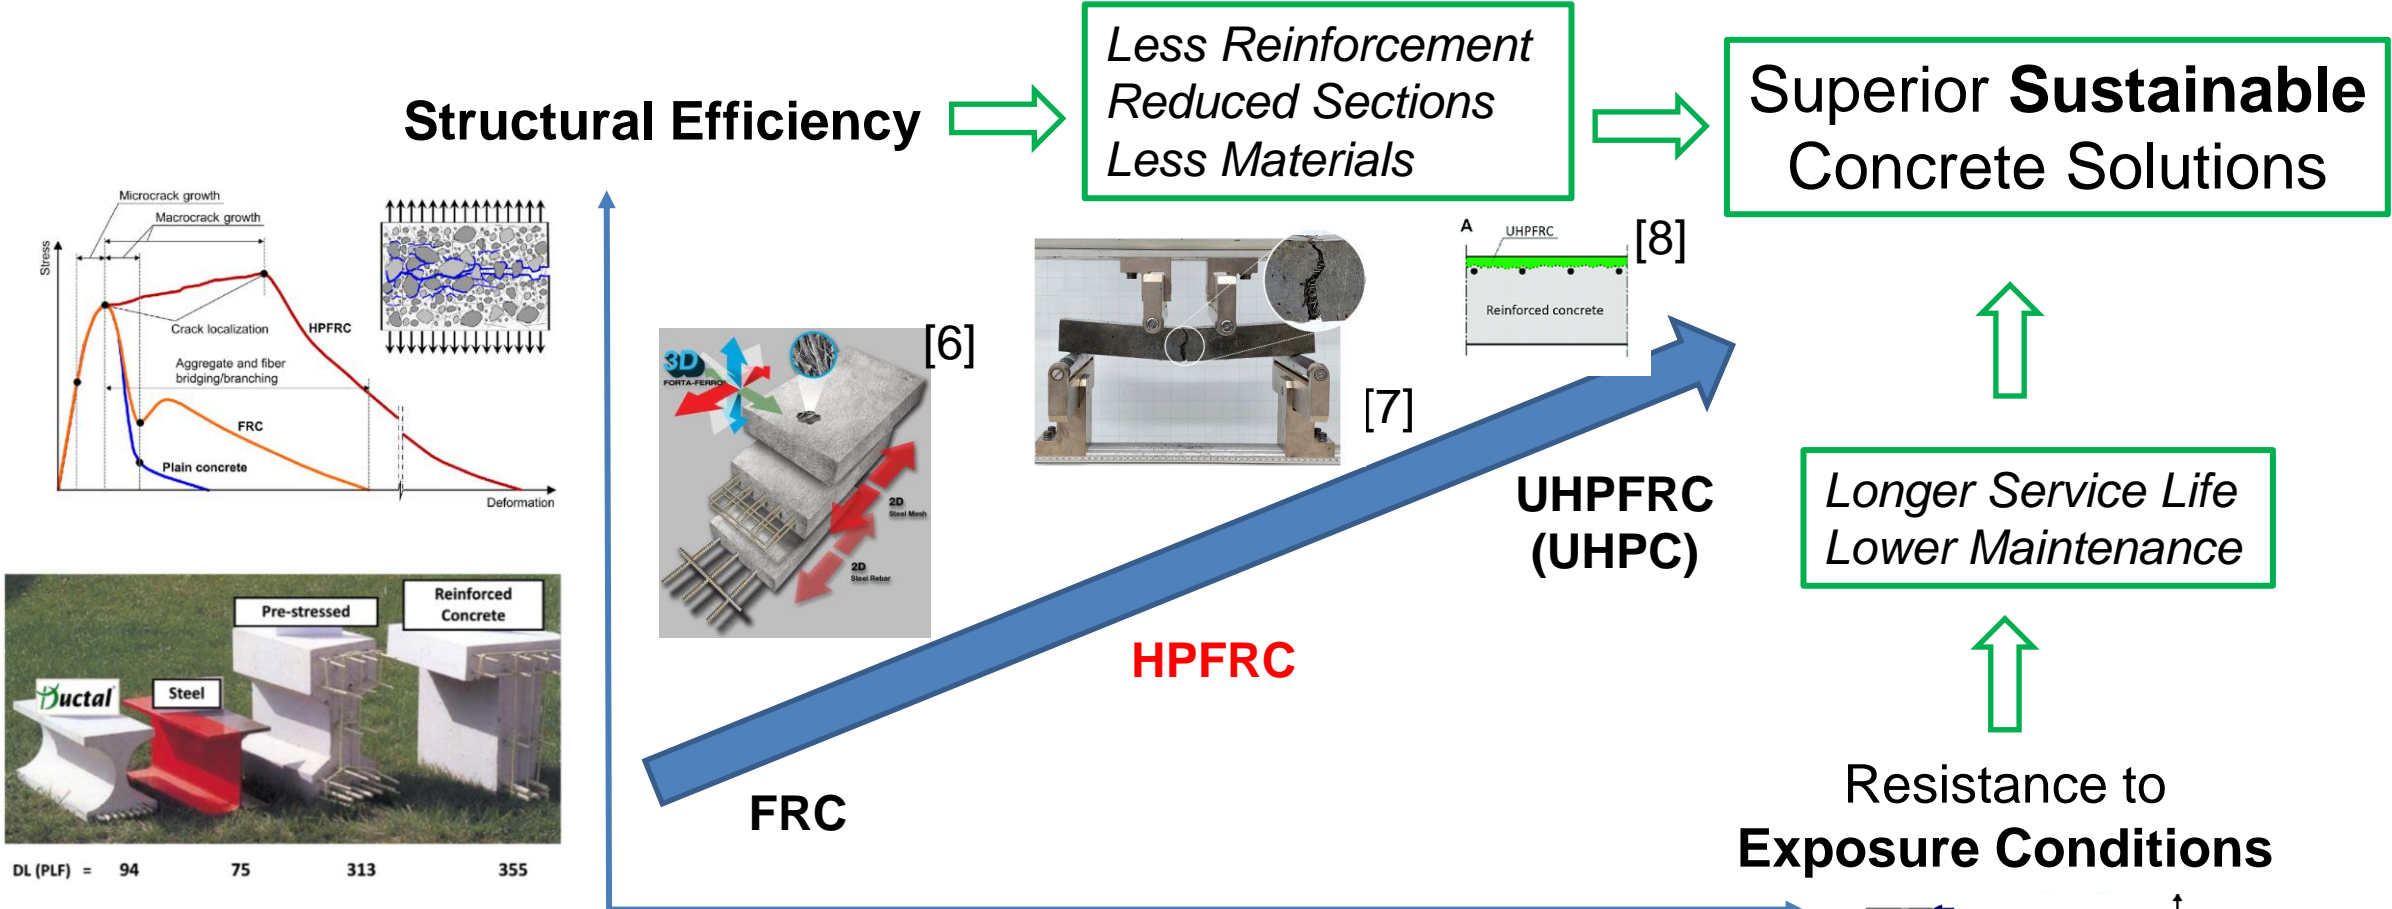 Less Reinforcement
Reduced Sections
Less Materials
Structural Efficiency
Superior Sustainable
Concrete Solutions
Microcrack growth
Macrocrack growth
Stress
Crack localization
HPFRC
Aggregate and fiber
bridging/branching
FRC
Plain concrete
Deformation
[6]
3D
FORTA-FERRO®
2D
Steel Mesh
2D
Steel Rebar
[7]
A
UHPFRC
[8]
Reinforced concrete
UHPFRC
(UHPC)
HPFRC
FRC
Longer Service Life
Lower Maintenance
Resistance to
Exposure Conditions
Ductal
Steel
Pre-stressed
Reinforced
Concrete
DL (PLF) = 94 75 313 355